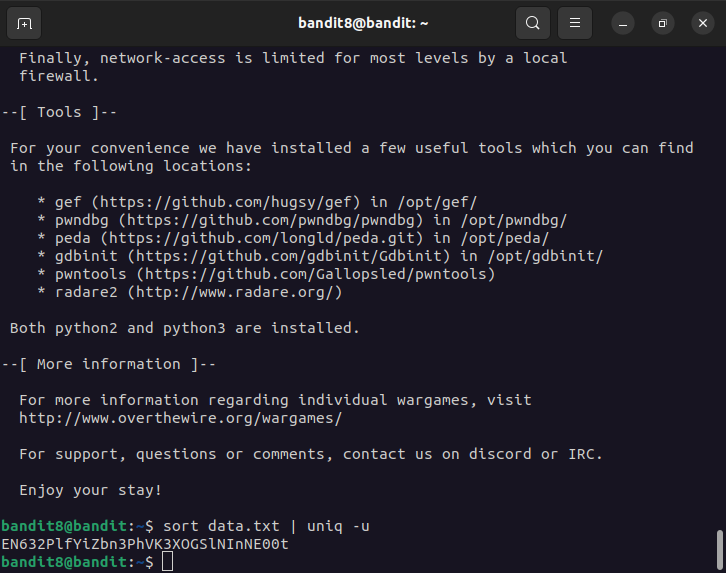 bandit8@bandit: ~
Finally, network-access is limited for most levels by a local
firewall.
--[ Tools ]--
For your convenience we have installed a few useful tools which you can find
in the following locations:
* gef (https://github.com/hugsy/gef) in /opt/gef/
* pwndbg (https://github.com/pwndbg/pwndbg) in /opt/pwndbg/
* peda (https://github.com/longld/peda.git) in /opt/peda/
* gdbinit (https://github.com/gdbinit/Gdbinit) in /opt/gdbinit/
* pwntools (https://github.com/Gallopsled/pwntools)
* radare2 (http://www.radare.org/)
Both python2 and python3 are installed.
--[ More information ]--
For more information regarding individual wargames, visit
http://www.overthewire.org/wargames/
For support, questions or comments, contact us on discord or IRC.
Enjoy your stay!
bandit8@bandit:~$ sort data.txt | uniq -u
EN632PlfYiZbn3PhVK3XOGSlNInNE00t
bandit8@bandit:~$